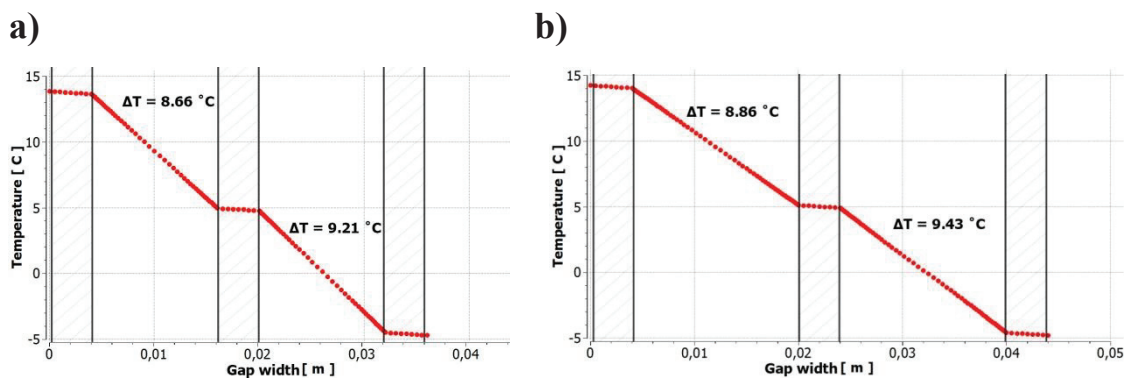 a)
b)
15
10
5
0
-5
Temperature [ C ]
ΔT = 8.66 ˚C
ΔT = 9.21 ˚C
0
0,01
0,02
0,03
0,04
Gap width [ m ]
15
10
5
0
-5
Temperature [ C ]
ΔT = 8.86 ˚C
ΔT = 9.43 ˚C
0
0,01
0,02
0,03
0,04
0,05
Gap width [ m ]